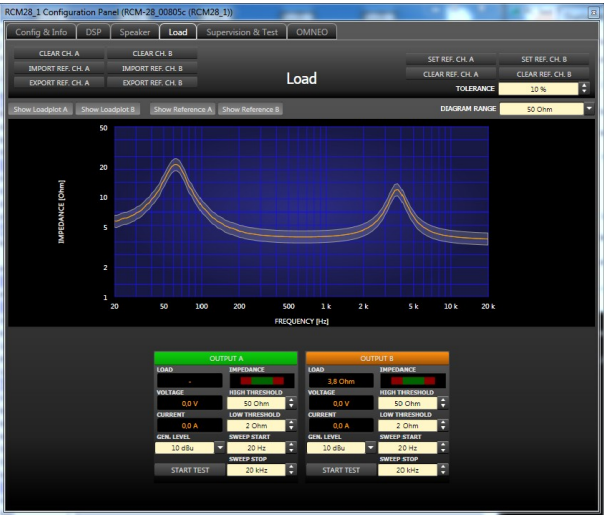 RCM28_1 Configuration Panel (RCM-28_00805c (RCM28_1))
Config & Info DSP Speaker Load Supervision & Test OMNEO
CLEAR CH. A CLEAR CH. B
IMPORT REF. CH. A IMPORT REF. CH. B
EXPORT REF. CH. A EXPORT REF. CH. B
Load
SET REF. CH. A SET REF. CH. B
CLEAR REF. CH. A CLEAR REF. CH. B
TOLERANCE 10 %
Show Loadplot A Show Loadplot B Show Reference A Show Reference B DIAGRAM RANGE 50 Ohm
IMPEDANCE [Ohm]
50
20
10
5
2
1
20 50 100 200 500 1 k 2 k 5 k 10 k 20 k
FREQUENCY [Hz]
OUTPUT A
LOAD IMPEDANCE
-
VOLTAGE HIGH THRESHOLD
0,0 V 50 Ohm
CURRENT LOW THRESHOLD
0,0 A 2 Ohm
GEN. LEVEL SWEEP START
10 dBu 20 Hz
SWEEP STOP
START TEST 20 kHz
OUTPUT B
LOAD IMPEDANCE
3,8 Ohm
VOLTAGE HIGH THRESHOLD
0,0 V 50 Ohm
CURRENT LOW THRESHOLD
0,0 A 2 Ohm
GEN. LEVEL SWEEP START
10 dBu 20 Hz
SWEEP STOP
START TEST 20 kHz